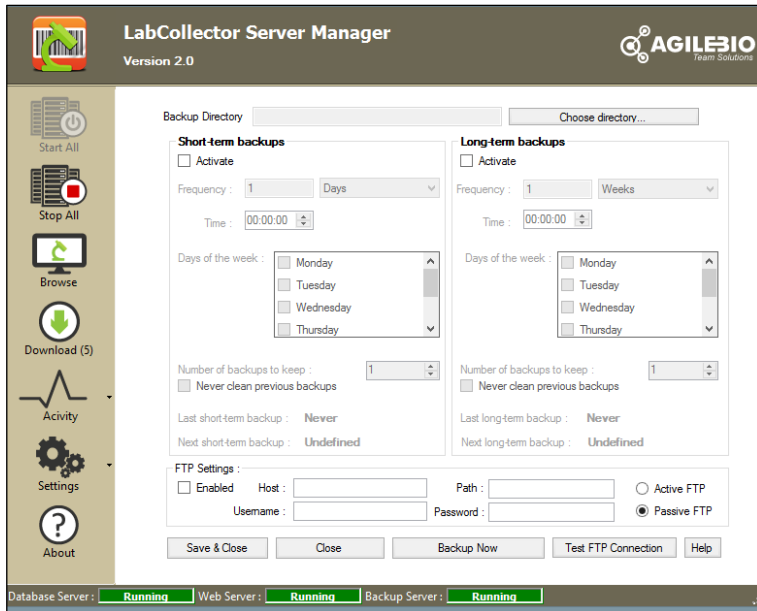 LabCollector Server Manager
Version 2.0
AGILEBIO
Team Solutions
Start All
Stop All
Browse
Download (5)
Acivity
Settings
About
Backup Directory Choose directory...
Short-term backups
Activate
Frequency : 1 Days
Time : 00:00:00
Days of the week :
Monday
Tuesday
Wednesday
Thursday
Number of backups to keep : 1
Never clean previous backups
Last short-term backup : Never
Next short-term backup : Undefined
Long-term backups
Activate
Frequency : 1 Weeks
Time : 00:00:00
Days of the week :
Monday
Tuesday
Wednesday
Thursday
Number of backups to keep : 1
Never clean previous backups
Last long-term backup : Never
Next long-term backup : Undefined
FTP Settings :
Enabled Host : Path : Active FTP
Username : Password : Passive FTP
Save & Close Close Backup Now Test FTP Connection Help
Database Server : Running Web Server : Running Backup Server : Running